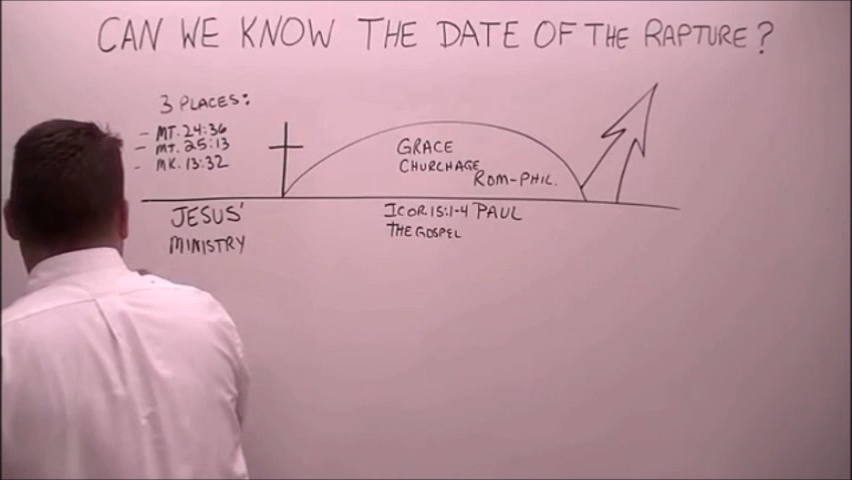 CAN WE KNOW THE DATE OF THE RAPTURE?
3 PLACES:
- MT. 24:36
- MT. 25:13
- MK. 13:32
GRACE
CHURCHAGE
ROM-PHIL.
JESUS'
MINISTRY
I COR. 15:1-4 PAUL
THE GOSPEL